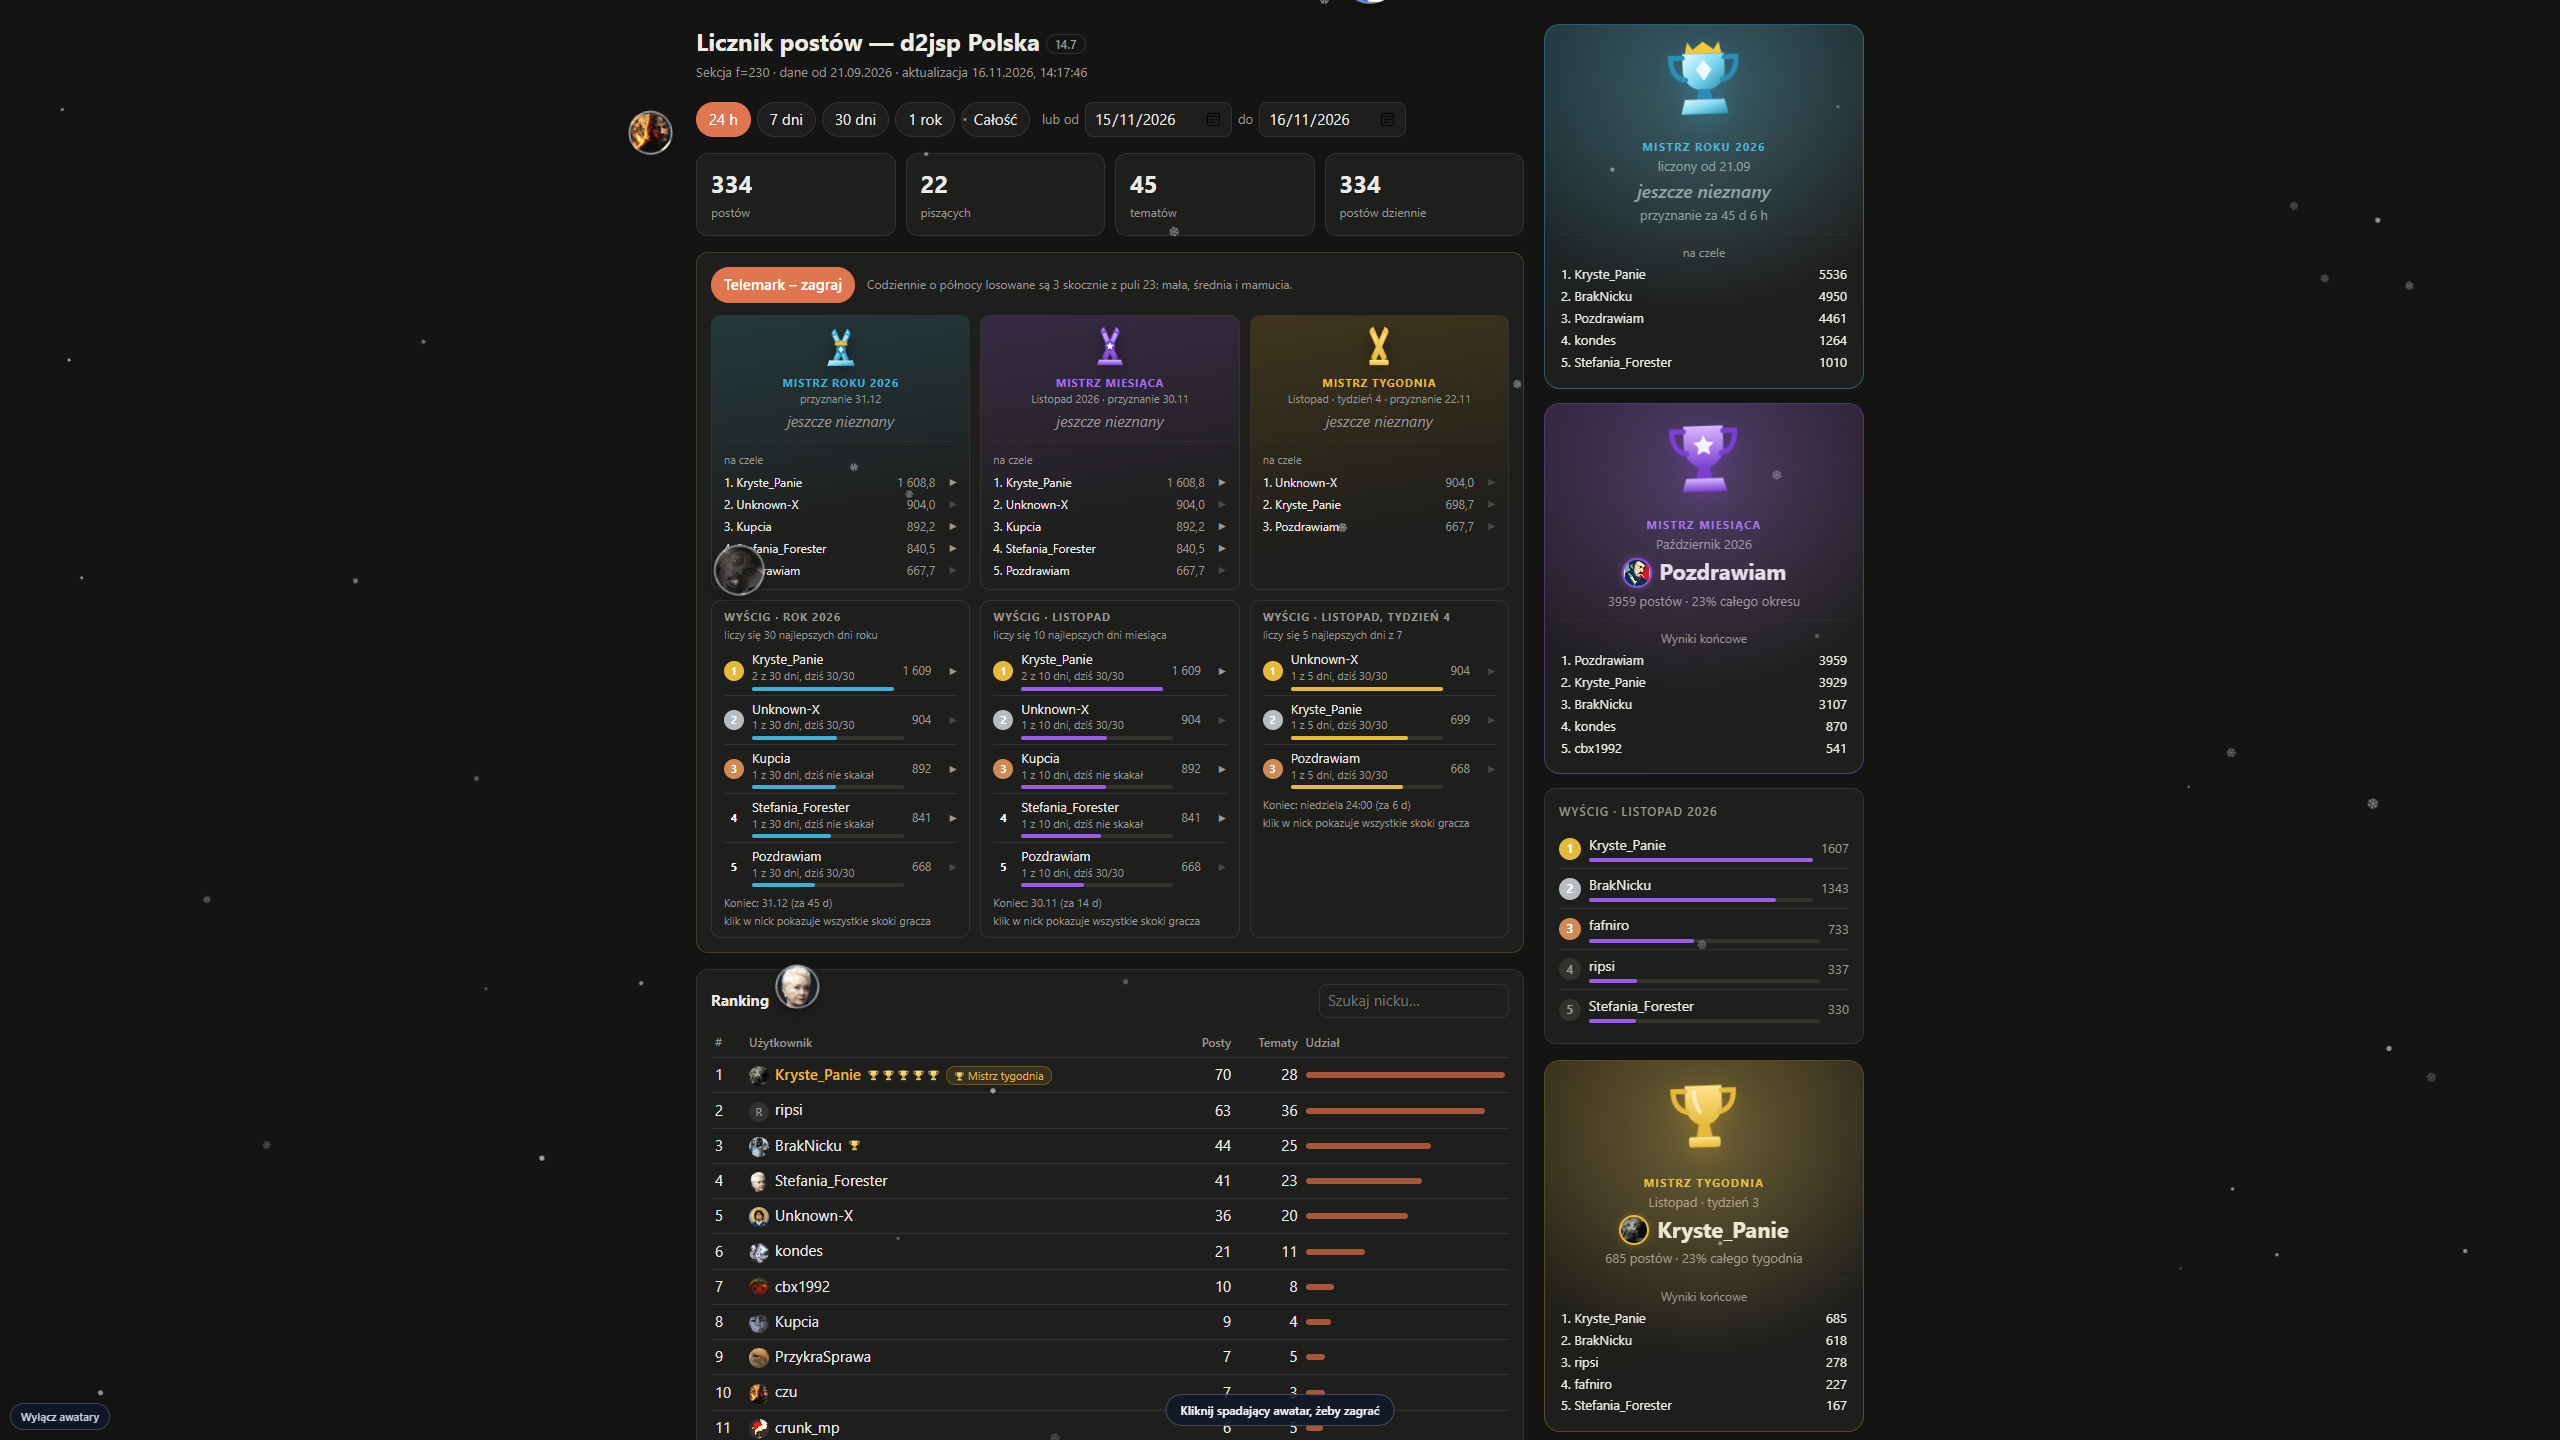 Licznik postów — d2jsp Polska 14.7
Sekcja f=230 · dane od 21.09.2026 · aktualizacja 16.11.2026, 14:17:46
24 h 7 dni 30 dni 1 rok Całość lub od 15/11/2026 do 16/11/2026
334 22 45 334
postów piszących tematów postów dziennie
Telemark – zagraj Codziennie o północy losowane są 3 skocznie z puli 23: mała, średnia i mamucia.
MISTRZ ROKU 2026
przyznanie 31.12
jeszcze nieznany
na czele
1. Kryste_Panie 1 608,8 ▶
2. Unknown-X 904,0 ▶
3. Kupcia 892,2 ▶
fania_Forester 840,5 ▶
rawiam 667,7 ▶
MISTRZ MIESIĄCA
Listopad 2026 · przyznanie 30.11
jeszcze nieznany
na czele
1. Kryste_Panie 1 608,8 ▶
2. Unknown-X 904,0 ▶
3. Kupcia 892,2 ▶
4. Stefania_Forester 840,5 ▶
5. Pozdrawiam 667,7 ▶
MISTRZ TYGODNIA
Listopad · tydzień 4 · przyznanie 22.11
jeszcze nieznany
na czele
1. Unknown-X 904,0 ▶
2. Kryste_Panie 698,7 ▶
3. Pozdrawiam 667,7 ▶
WYŚCIG · ROK 2026
liczy się 30 najlepszych dni roku
1 Kryste_Panie 1 609 ▶
2 z 30 dni, dziś 30/30
2 Unknown-X 904 ▶
1 z 30 dni, dziś 30/30
3 Kupcia 892 ▶
1 z 30 dni, dziś nie skakał
4 Stefania_Forester 841 ▶
1 z 30 dni, dziś nie skakał
5 Pozdrawiam 668 ▶
1 z 30 dni, dziś 30/30
Koniec: 31.12 (za 45 d)
klik w nick pokazuje wszystkie skoki gracza
WYŚCIG · LISTOPAD
liczy się 10 najlepszych dni miesiąca
1 Kryste_Panie 1 609 ▶
2 z 10 dni, dziś 30/30
2 Unknown-X 904 ▶
1 z 10 dni, dziś 30/30
3 Kupcia 892 ▶
1 z 10 dni, dziś nie skakał
4 Stefania_Forester 841 ▶
1 z 10 dni, dziś nie skakał
5 Pozdrawiam 668 ▶
1 z 10 dni, dziś 30/30
Koniec: 30.11 (za 14 d)
klik w nick pokazuje wszystkie skoki gracza
WYŚCIG · LISTOPAD, TYDZIEŃ 4
liczy się 5 najlepszych dni z 7
1 Unknown-X 904 ▶
1 z 5 dni, dziś 30/30
2 Kryste_Panie 699 ▶
1 z 5 dni, dziś 30/30
3 Pozdrawiam 668 ▶
1 z 5 dni, dziś 30/30
Koniec: niedziela 24:00 (za 6 d)
klik w nick pokazuje wszystkie skoki gracza
Ranking Szukaj nicku...
# Użytkownik Posty Tematy Udział
1 Kryste_Panie Mistrz tygodnia 70 28
2 R ripsi 63 36
3 BrakNicku 44 25
4 Stefania_Forester 41 23
5 Unknown-X 36 20
6 kondes 21 11
7 cbx1992 10 8
8 Kupcia 9 4
9 PrzykraSprawa 7 5
10 czu 7 3
11 crunk_mp 6 5
Kliknij spadający awatar, żeby zagrać
Wyłącz awatary
MISTRZ ROKU 2026
liczony od 21.09
jeszcze nieznany
przyznanie za 45 d 6 h
na czele
1. Kryste_Panie 5536
2. BrakNicku 4950
3. Pozdrawiam 4461
4. kondes 1264
5. Stefania_Forester 1010
MISTRZ MIESIĄCA
Październik 2026
Pozdrawiam
3959 postów · 23% całego okresu
Wyniki końcowe
1. Pozdrawiam 3959
2. Kryste_Panie 3929
3. BrakNicku 3107
4. kondes 870
5. cbx1992 541
WYŚCIG · LISTOPAD 2026
1 Kryste_Panie 1607
2 BrakNicku 1343
3 fafniro 733
4 ripsi 337
5 Stefania_Forester 330
MISTRZ TYGODNIA
Listopad · tydzień 3
Kryste_Panie
685 postów · 23% całego tygodnia
Wyniki końcowe
1. Kryste_Panie 685
2. BrakNicku 618
3. ripsi 278
4. fafniro 227
5. Stefania_Forester 167